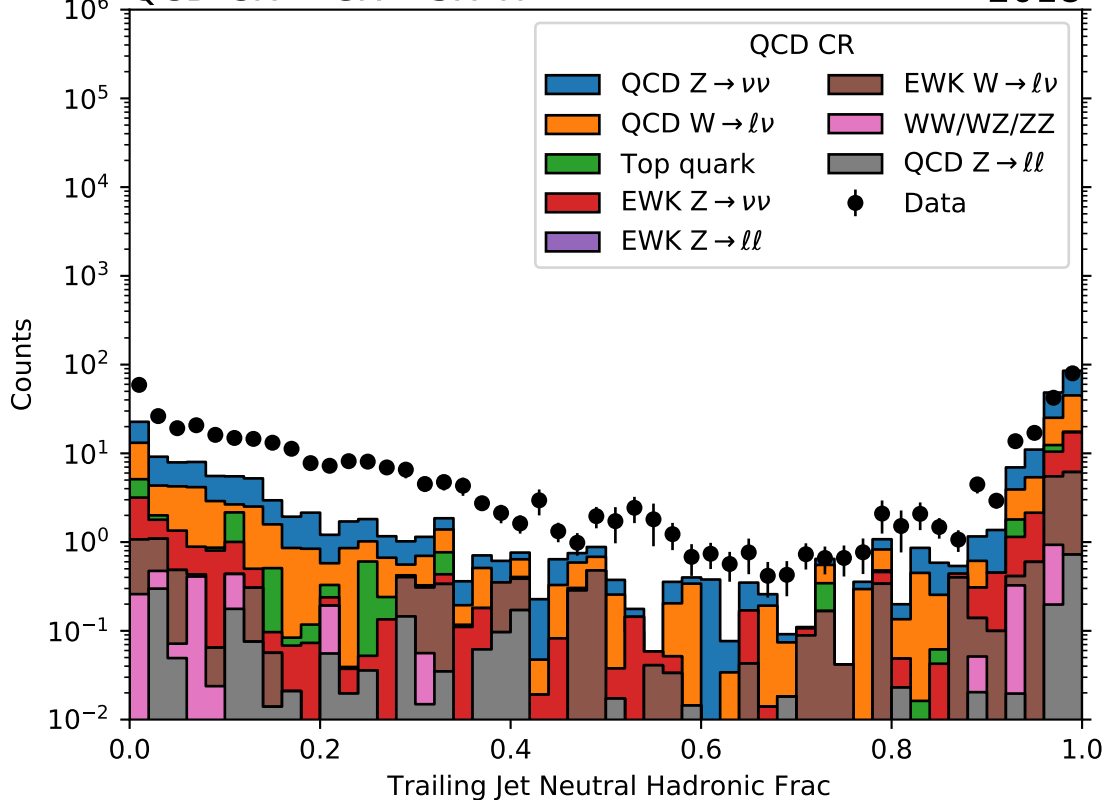 QCD CR
QCD Z→νν
QCD W→ℓν
Top quark
EWK Z→νν
EWK Z→ℓℓ
EWK W→ℓν
WW/WZ/ZZ
QCD Z→ℓℓ
Data
Counts
10⁶
10⁵
10⁴
10³
10²
10¹
10⁰
10⁻¹
10⁻²
0.0 0.2 0.4 0.6 0.8 1.0
Trailing Jet Neutral Hadronic Frac